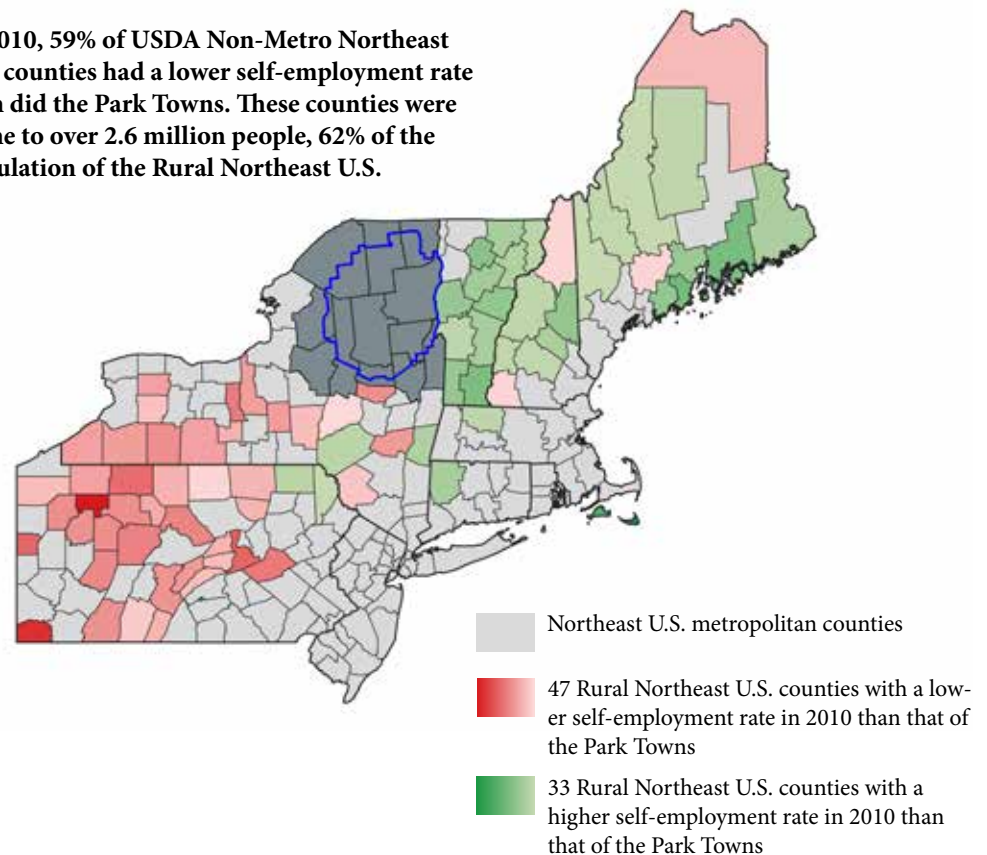 010, 59% of USDA Non-Metro Northeast
counties had a lower self-employment rate
did the Park Towns. These counties were
to over 2.6 million people, 62% of the
of the Rural Northeast U.S.
Northeast U.S. metropolitan counties
47 Rural Northeast U.S. counties with a low-
er self-employment rate in 2010 than that of
the Park Towns
33 Rural Northeast U.S. counties with a
higher self-employment rate in 2010 than
that of the Park Towns